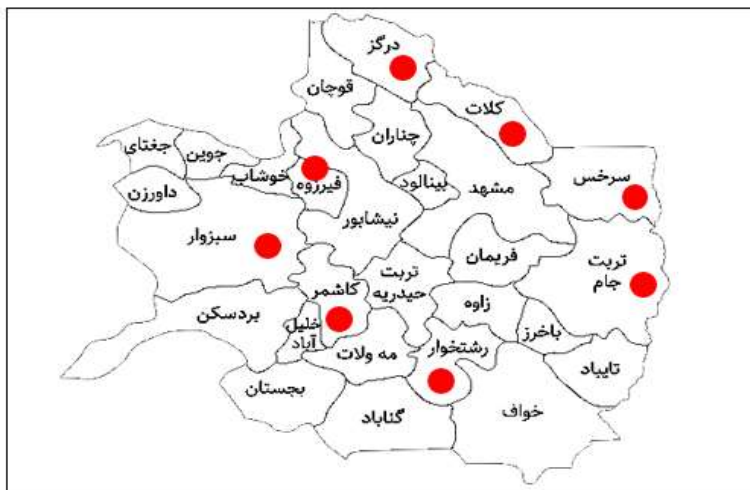 درگز
قوچان
کلات
چناران
جغتای
جوین
خوشاب
فیرزوه
بینالود
مشهد
سرخس
داورزن
نیشابور
سبزوار
فریمان
تربت
جام
تربت
حیدریه
کاشمر
زاوه
بردسکن
خلیل
آباد
باخرز
رشتخوار
مه ولات
تایباد
بجستان
گناباد
خواف